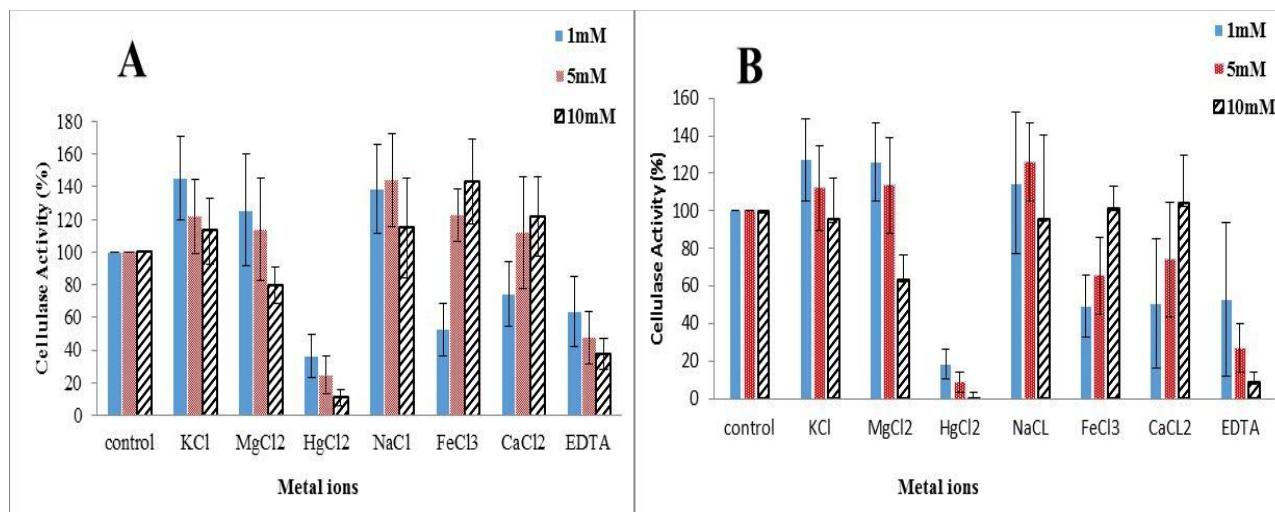 A
1mM
5mM
10mM
Cellulase Activity (%)
180
160
140
120
100
80
60
40
20
0
control KCl MgCl2 HgCl2 NaCl FeCl3 CaCl2 EDTA
Metal ions
B
1mM
5mM
10mM
Cellulase Activity (%)
160
140
120
100
80
60
40
20
0
control KCl MgCl2 HgCl2 NaCL FeCl3 CaCL2 EDTA
Metal ions